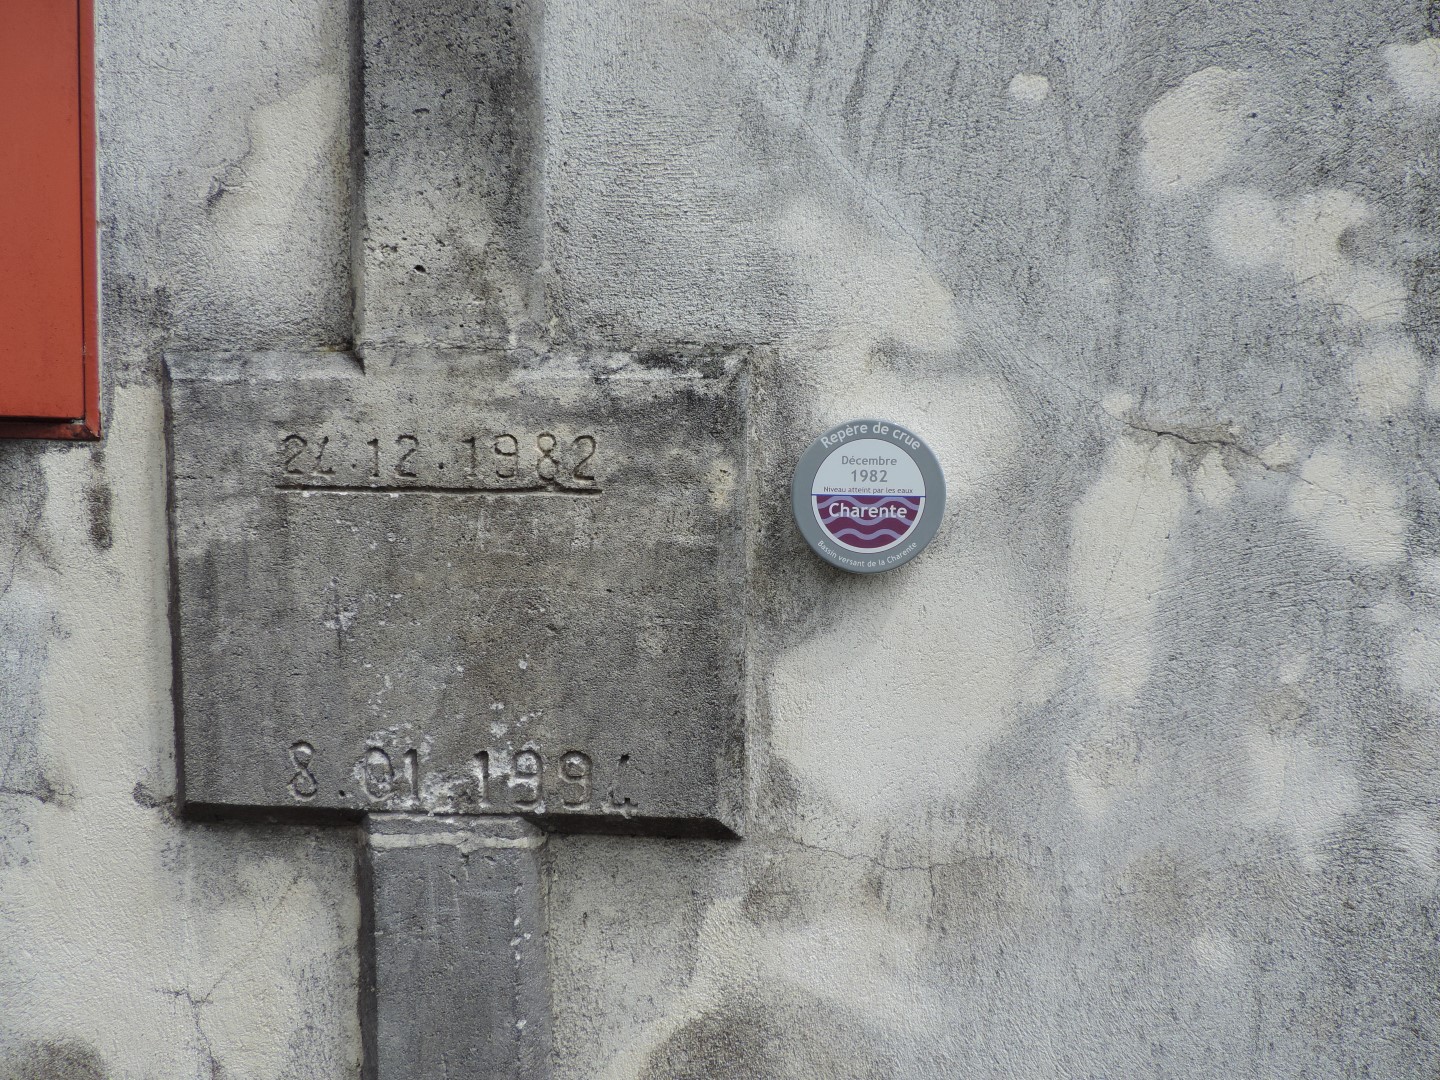 24.12.1982
8.01.1994
Repère de crue
Décembre
1982
Niveau atteint par les eaux
Charente
Bassin versant de la Charente